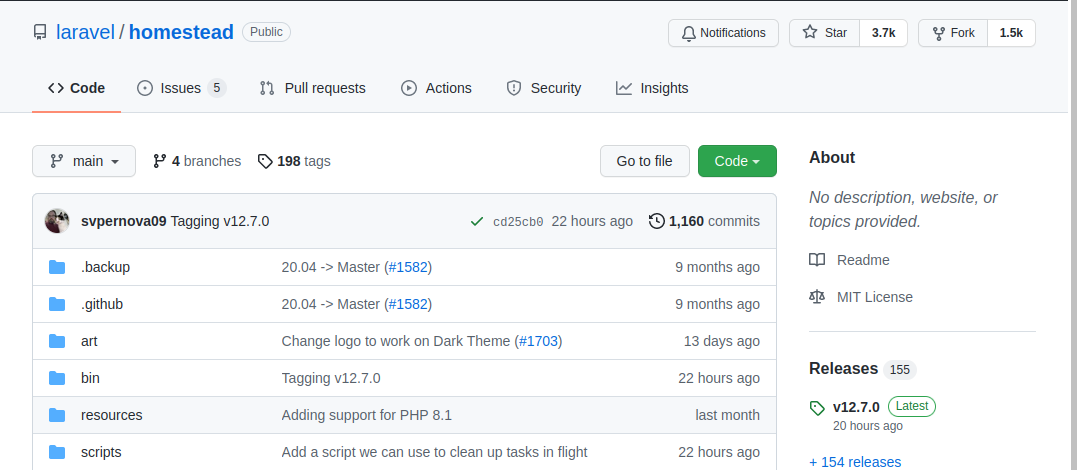 laravel / homestead Public Notifications Star 3.7k Fork 1.5k
Code Issues 5 Pull requests Actions Security Insights
main 4 branches 198 tags Go to file Code
About
No description, website, or
topics provided.
Readme
MIT License
Releases 155
v12.7.0 Latest
20 hours ago
+ 154 releases
svpernova09 Tagging v12.7.0 cd25cb0 22 hours ago 1,160 commits
.backup 20.04 -> Master (#1582) 9 months ago
.github 20.04 -> Master (#1582) 9 months ago
art Change logo to work on Dark Theme (#1703) 13 days ago
bin Tagging v12.7.0 22 hours ago
resources Adding support for PHP 8.1 last month
scripts Add a script we can use to clean up tasks in flight 22 hours ago